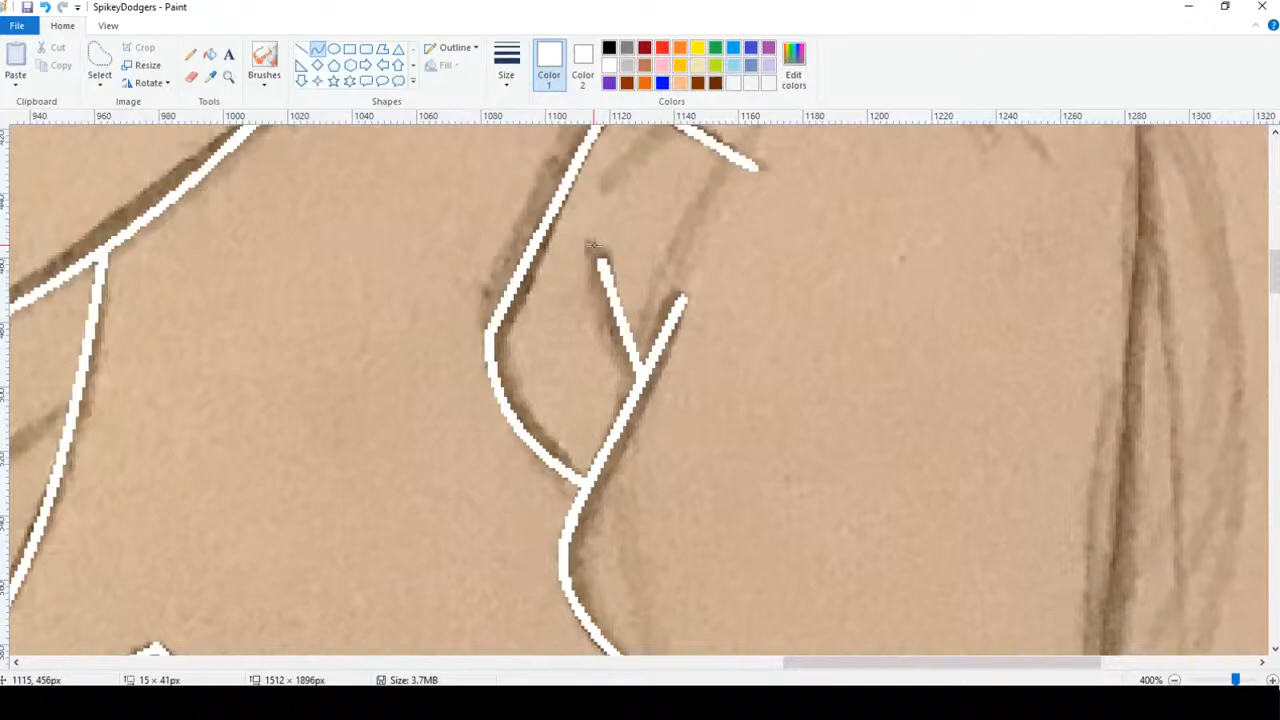 SpikeyDodgers - Paint
File Home View
Paste Cut Copy
Clipboard
Select Crop Resize Rotate
Image
Tools
Brushes
Shapes
Outline Fill
Size
Color 1
Color 2
Edit colors
Colors
940 960 980 1000 1020 1040 1060 1080 1100 1120 1140 1160 1180 1200 1220 1240 1260 1280 1300 1320
1115, 456px 15 × 41px 1512 × 1896px Size: 3.7MB 400%